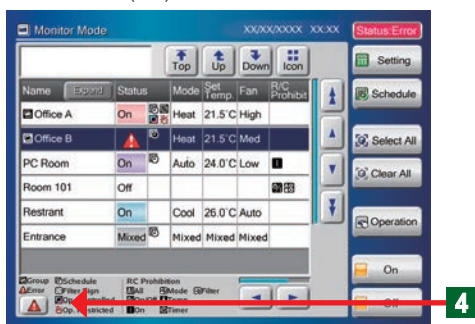 Monitor Mode XX/XX/XXXX XX:XX Status:Error
Top Up Down Icon
Setting
Name Expand Status Mode Set Temp. Fan R/C Prohibit
Schedule
Office A On Heat 21.5°C High
Office B Heat 21.5°C Med
Select All
PC Room On Auto 24.0°C Low
Clear All
Room 101 Off
Restrant On Cool 26.0°C Auto
Operation
Entrance Mixed Mixed Mixed Mixed
On
Group Schedule RC Prohibition
Error Filter Sign All Mode Filter
Op. Controlled On/Off Temp
Op. Restricted On Timer
Off
4